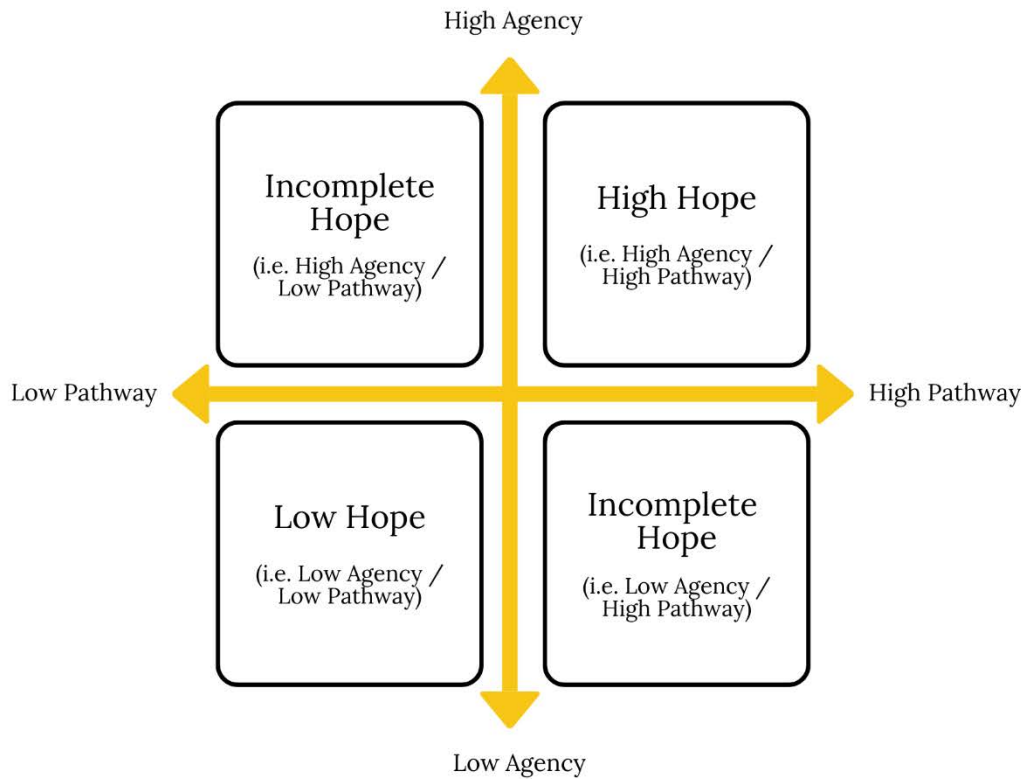 High Agency
Incomplete
Hope
(i.e. High Agency /
Low Pathway)
High Hope
(i.e. High Agency /
High Pathway)
Low Pathway
High Pathway
Low Hope
(i.e. Low Agency /
Low Pathway)
Incomplete
Hope
(i.e. Low Agency /
High Pathway)
Low Agency